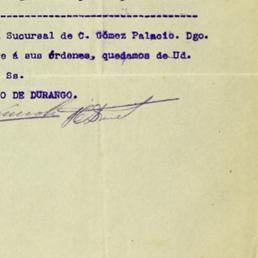 Sucursal de C. Gómez Palacio. Dgo.
e á sus órdenes, quedamos de Ud.
Ss.
O DE DURANGO.